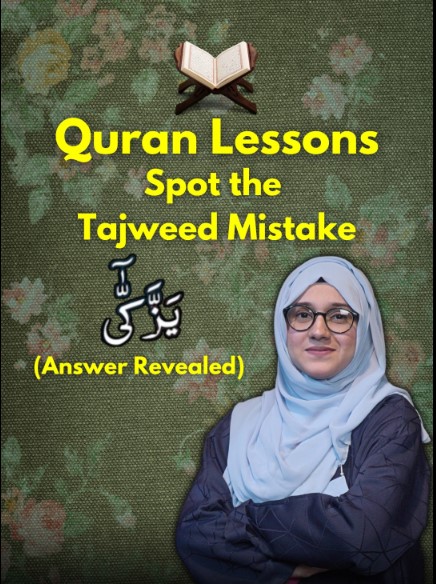 Quran Lessons
Spot the
Tajweed Mistake
يَزَّكّٰۤى
(Answer Revealed)